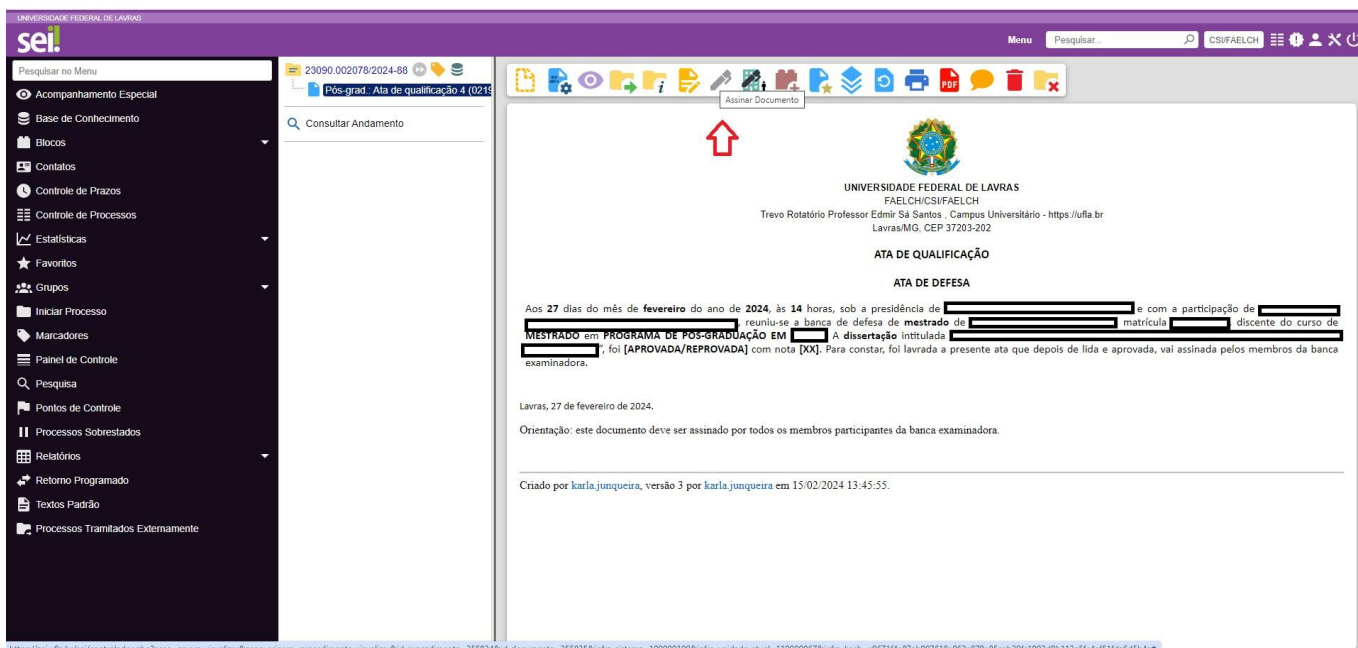 UNIVERSIDADE FEDERAL DE LAVRAS
sei!
Menu
Pesquisar...
CSI/FAELCH
Pesquisar no Menu
Acompanhamento Especial
Base de Conhecimento
Blocos
Contatos
Controle de Prazos
Controle de Processos
Estatísticas
Favoritos
Grupos
Iniciar Processo
Marcadores
Painel de Controle
Pesquisa
Pontos de Controle
Processos Sobrestados
Relatórios
Retorno Programado
Textos Padrão
Processos Tramitados Externamente
23090.002078/2024-88
Pós-grad.: Ata de qualificação 4 (0219
Consultar Andamento
PDF
Assinar Documento
UNIVERSIDADE FEDERAL DE LAVRAS
FAELCH/CSI/FAELCH
Trevo Rotatório Professor Edmir Sá Santos , Campus Universitário - https://ufla.br
Lavras/MG, CEP 37203-202
ATA DE QUALIFICAÇÃO
ATA DE DEFESA
Aos 27 dias do mês de fevereiro do ano de 2024, às 14 horas, sob a presidência de e com a participação de
, reuniu-se a banca de defesa de mestrado de matrícula discente do curso de
MESTRADO em PROGRAMA DE PÓS-GRADUAÇÃO EM A dissertação intitulada
", foi [APROVADA/REPROVADA] com nota [XX]. Para constar, foi lavrada a presente ata que depois de lida e aprovada, vai assinada pelos membros da banca
examinadora.
Lavras, 27 de fevereiro de 2024.
Orientação: este documento deve ser assinado por todos os membros participantes da banca examinadora.
Criado por karla.junqueira, versão 3 por karla.junqueira em 15/02/2024 13:45:55.